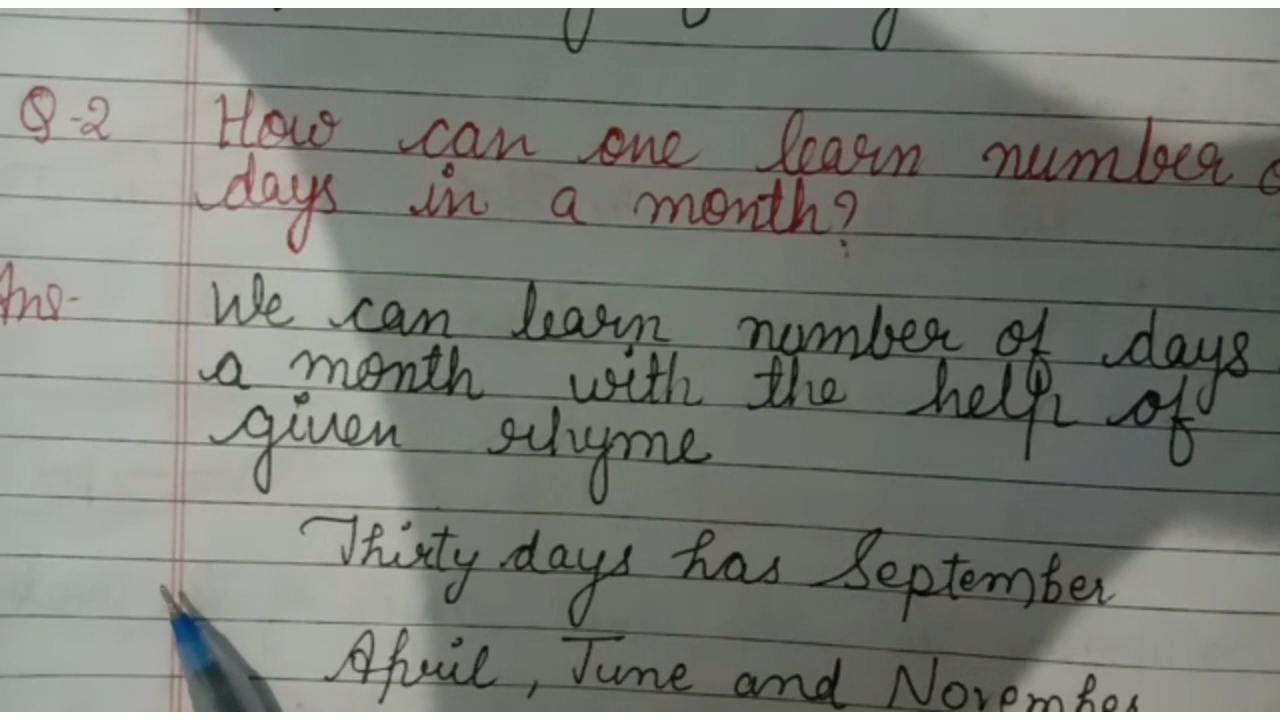 Q-2 How can one learn number
days in a month?
Ans- We can learn number of days
a month with the help of
given rhyme
Thirty days has September
April, June and November